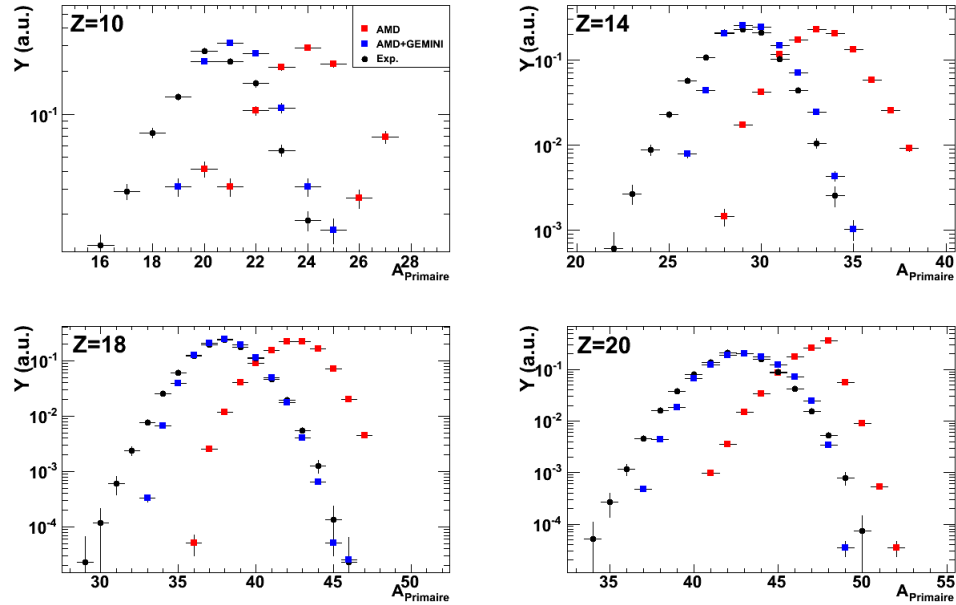 Z=10
Y (a.u.)
AMD
AMD+GEMINI
Exp.
10⁻¹
16 18 20 22 24 26 28
A_Primaire
Z=14
Y (a.u.)
10⁻¹
10⁻²
10⁻³
20 25 30 35 40
A_Primaire
Z=18
Y (a.u.)
10⁻¹
10⁻²
10⁻³
10⁻⁴
30 35 40 45 50
A_Primaire
Z=20
Y (a.u.)
10⁻¹
10⁻²
10⁻³
10⁻⁴
35 40 45 50 55
A_Primaire